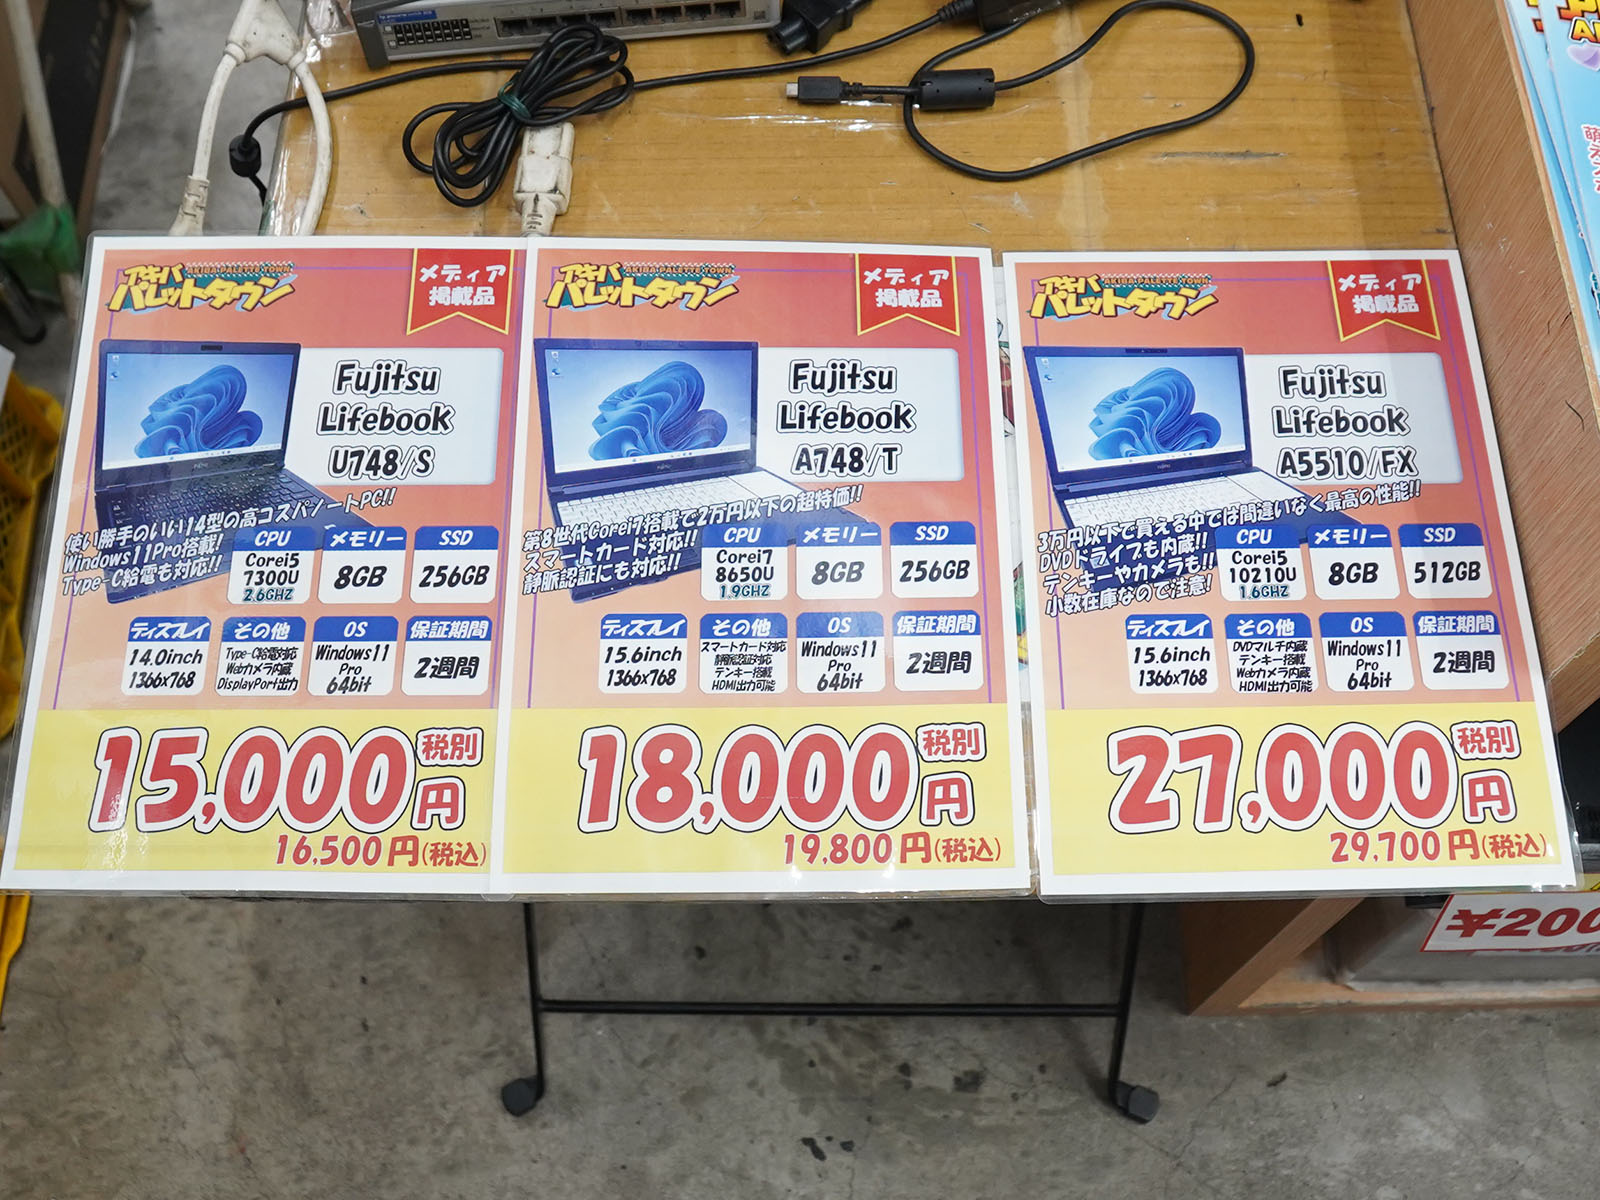 アキバ AKIBA PALETTE TOWN
パレットタウン
メディア
掲載品
Fujitsu
Lifebook
U748/S
使い勝手のいい14型の高コスパノートPC!!
Windows11Pro搭載!
Type-C給電も対応!!
CPU
Corei5
7300U
2.6GHZ
メモリー
8GB
SSD
256GB
ディスプレイ
14.0inch
1366x768
その他
Type-C給電対応
Webカメラ内蔵
DisplayPort出力
OS
Windows11
Pro
64bit
保証期間
2週間
15,000円 税別
16,500円(税込)
アキバ AKIBA PALETTE TOWN
パレットタウン
メディア
掲載品
Fujitsu
Lifebook
A748/T
第8世代Corei7搭載で2万円以下の超特価!!
スマートカード対応!!
静脈認証にも対応!!
CPU
Corei7
8650U
1.9GHZ
メモリー
8GB
SSD
256GB
ディスプレイ
15.6inch
1366x768
その他
スマートカード対応
静脈認証対応
テンキー搭載
HDMI出力可能
OS
Windows11
Pro
64bit
保証期間
2週間
18,000円 税別
19,800円(税込)
アキバ AKIBA PALETTE TOWN
パレットタウン
メディア
掲載品
Fujitsu
Lifebook
A5510/FX
3万円以下で買える中では間違いなく最高の性能!!
DVDドライブも内蔵!!
テンキーやカメラも!!
小数在庫なので注意!
CPU
Corei5
10210U
1.6GHZ
メモリー
8GB
SSD
512GB
ディスプレイ
15.6inch
1366x768
その他
DVDマルチ内蔵
テンキー搭載
Webカメラ内蔵
HDMI出力可能
OS
Windows11
Pro
64bit
保証期間
2週間
27,000円 税別
29,700円(税込)
¥200